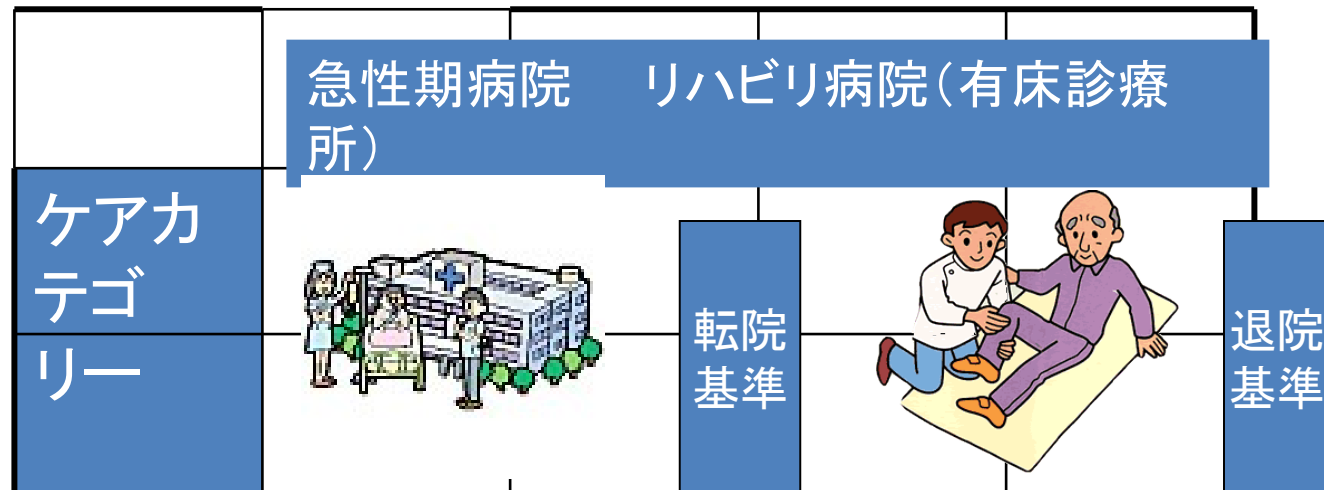 急性期病院　リハビリ病院（有床診療
所）
ケアカ
テゴ
リー
転院
基準
退院
基準